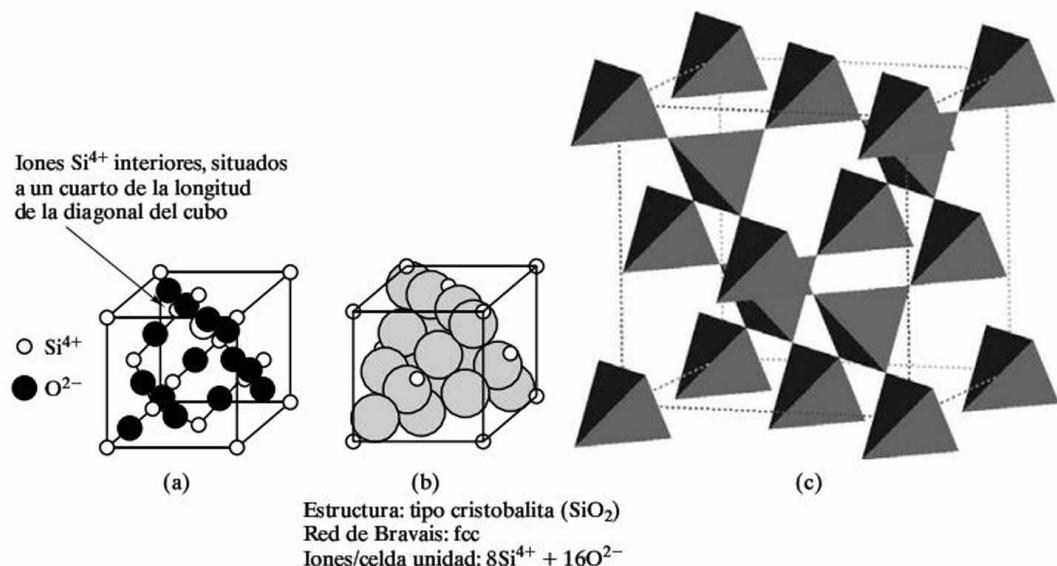 Iones Si⁴⁺ interiores, situados
a un cuarto de la longitud
de la diagonal del cubo
Si⁴⁺
O²⁻
(a)
(b)
(c)
Estructura: tipo cristobalita (SiO₂)
Red de Bravais: fcc
Iones/celda unidad: 8Si⁴⁺ + 16O²⁻